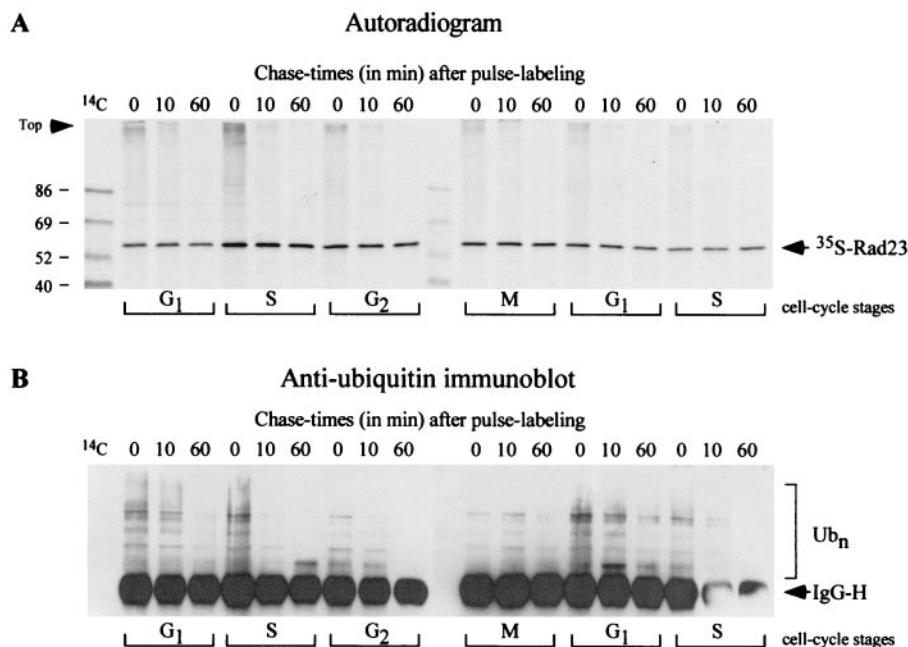 A
Autoradiogram
Chase-times (in min) after pulse-labeling
14C 0 10 60 0 10 60 0 10 60 0 10 60 0 10 60 0 10 60
Top
86
69
52
40
35S-Rad23
G1 S G2 M G1 S cell-cycle stages
B
Anti-ubiquitin immunoblot
Chase-times (in min) after pulse-labeling
14C 0 10 60 0 10 60 0 10 60 0 10 60 0 10 60 0 10 60
Ubn
IgG-H
G1 S G2 M G1 S cell-cycle stages